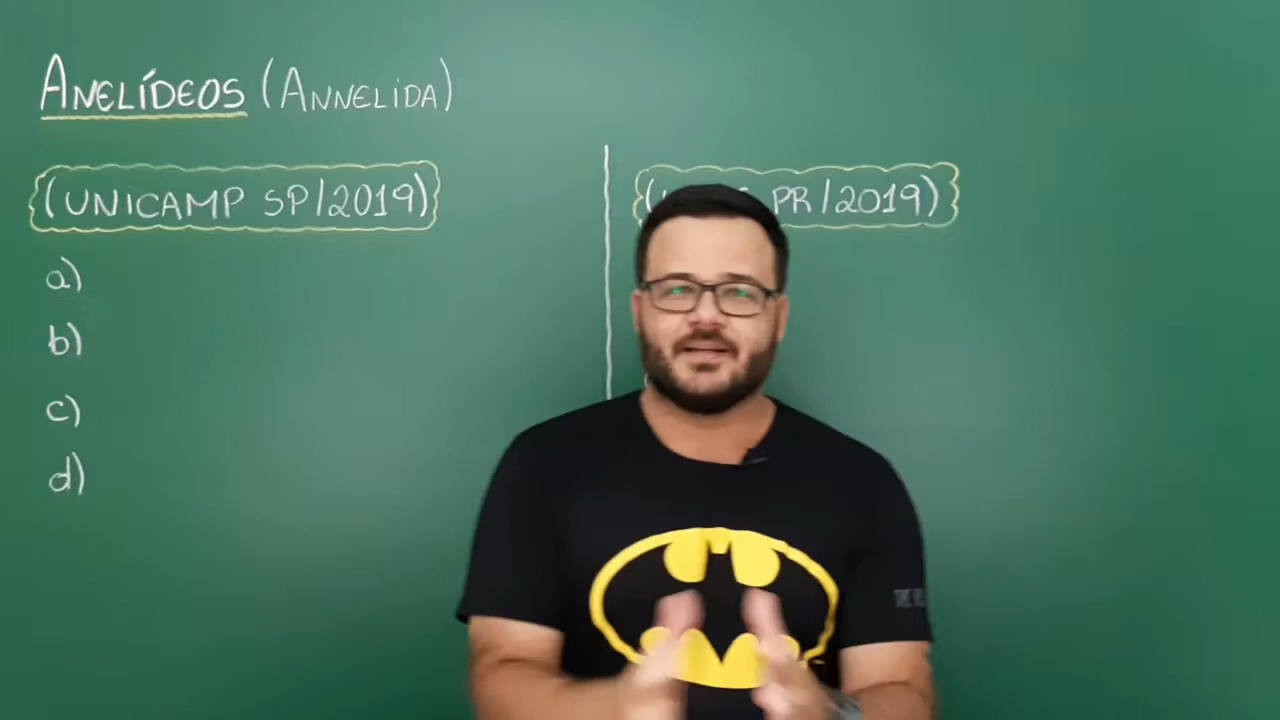 ANELÍDEOS (ANNELIDA)
(UNICAMP SP/2019)
a)
b)
c)
d)
PR/2019)